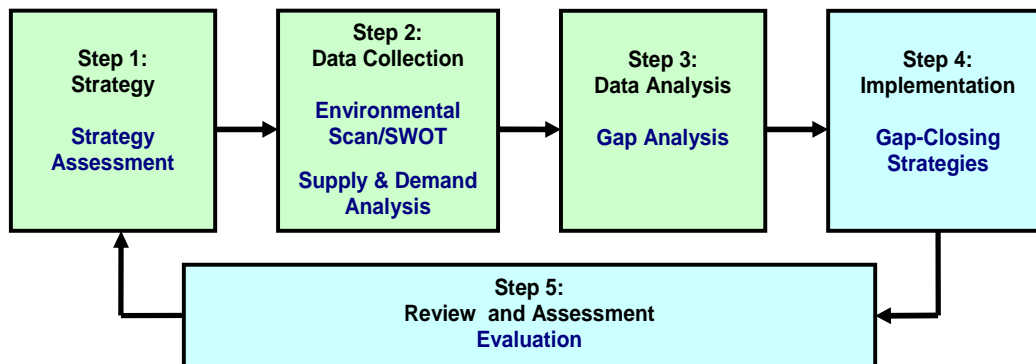 Step 1:
Strategy
Strategy
Assessment
Step 2:
Data Collection
Environmental
Scan/SWOT
Supply & Demand
Analysis
Step 3:
Data Analysis
Gap Analysis
Step 4:
Implementation
Gap-Closing
Strategies
Step 5:
Review and Assessment
Evaluation